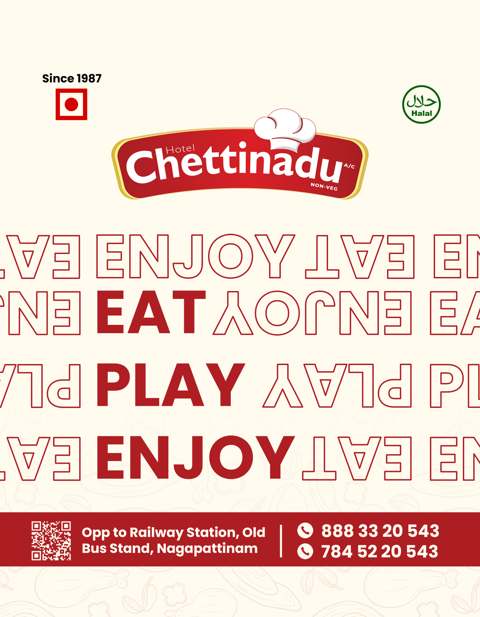 Since 1987
حلال
Halal
Hotel
Chettinadu A/C
NON-VEG
EAT ENJOY EAT EN
ENJOY EAT ENJOY EA
PLAY PLAY PLAY PL
EAT ENJOY EAT EN
Opp to Railway Station, Old
Bus Stand, Nagapattinam
888 33 20 543
784 52 20 543